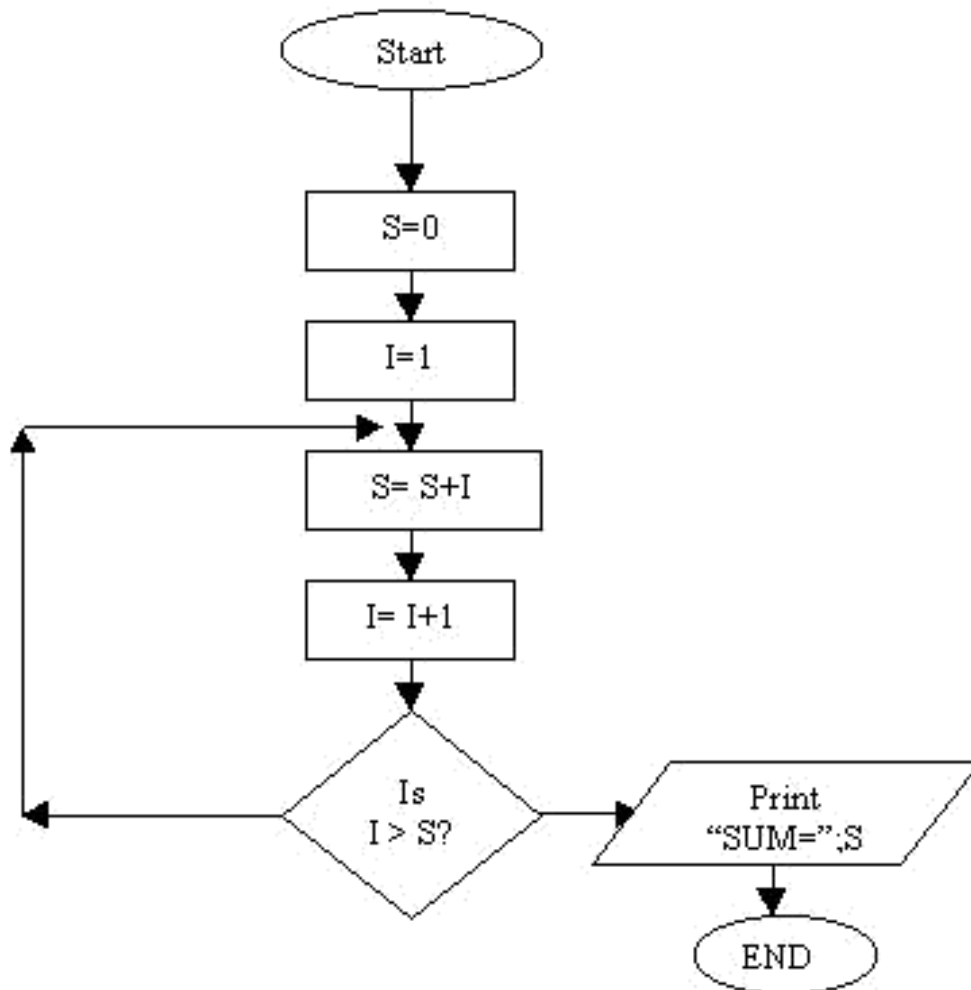 Start
S=0
I=1
S= S+I
I= I+1
Is
I > S?
Print
“SUM=”;S
END